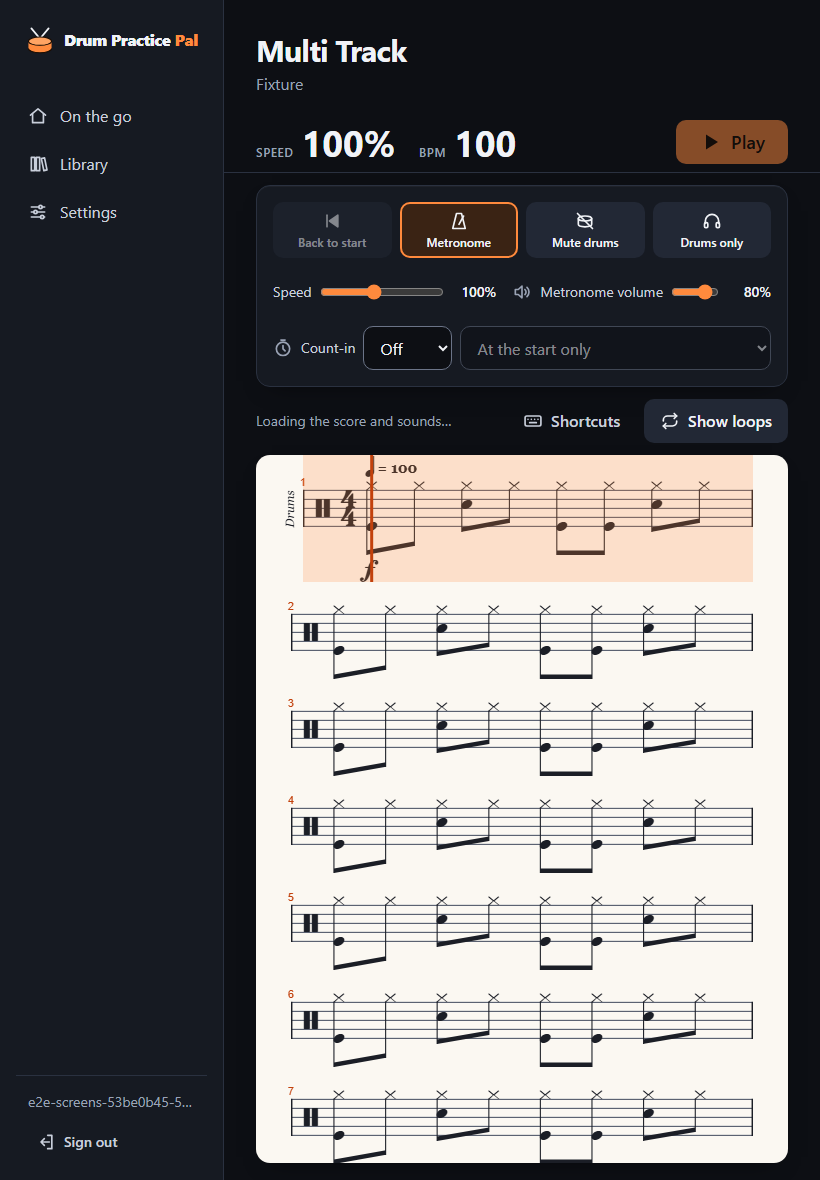 Drum Practice Pal
On the go
Library
Settings
e2e-screens-53be0b45-5...
Sign out
Multi Track
Fixture
SPEED 100% BPM 100
Play
Back to start
Metronome
Mute drums
Drums only
Speed 100% Metronome volume 80%
Count-in Off At the start only
Loading the score and sounds...
Shortcuts
Show loops
= 100
1
Drums
4
4
f
2
3
4
5
6
7